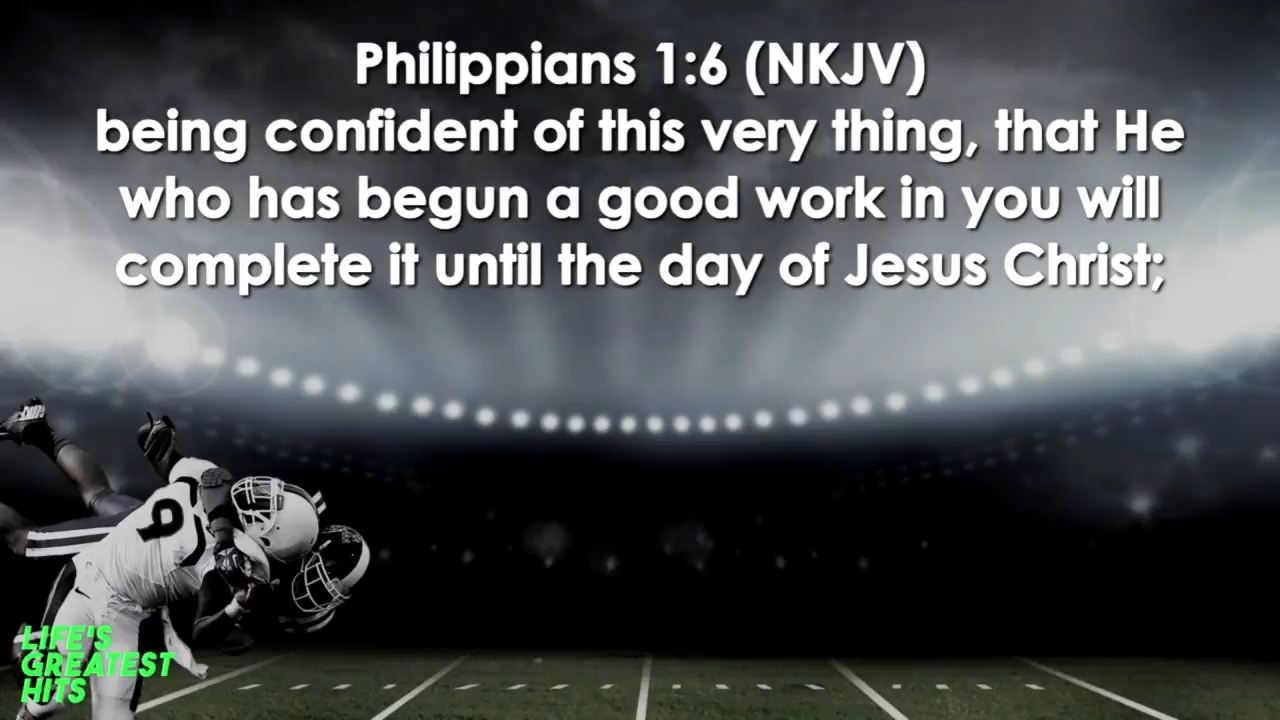 Philippians 1:6 (NKJV)
being confident of this very thing, that He
who has begun a good work in you will
complete it until the day of Jesus Christ;
9
LIFE'S
GREATEST
HITS